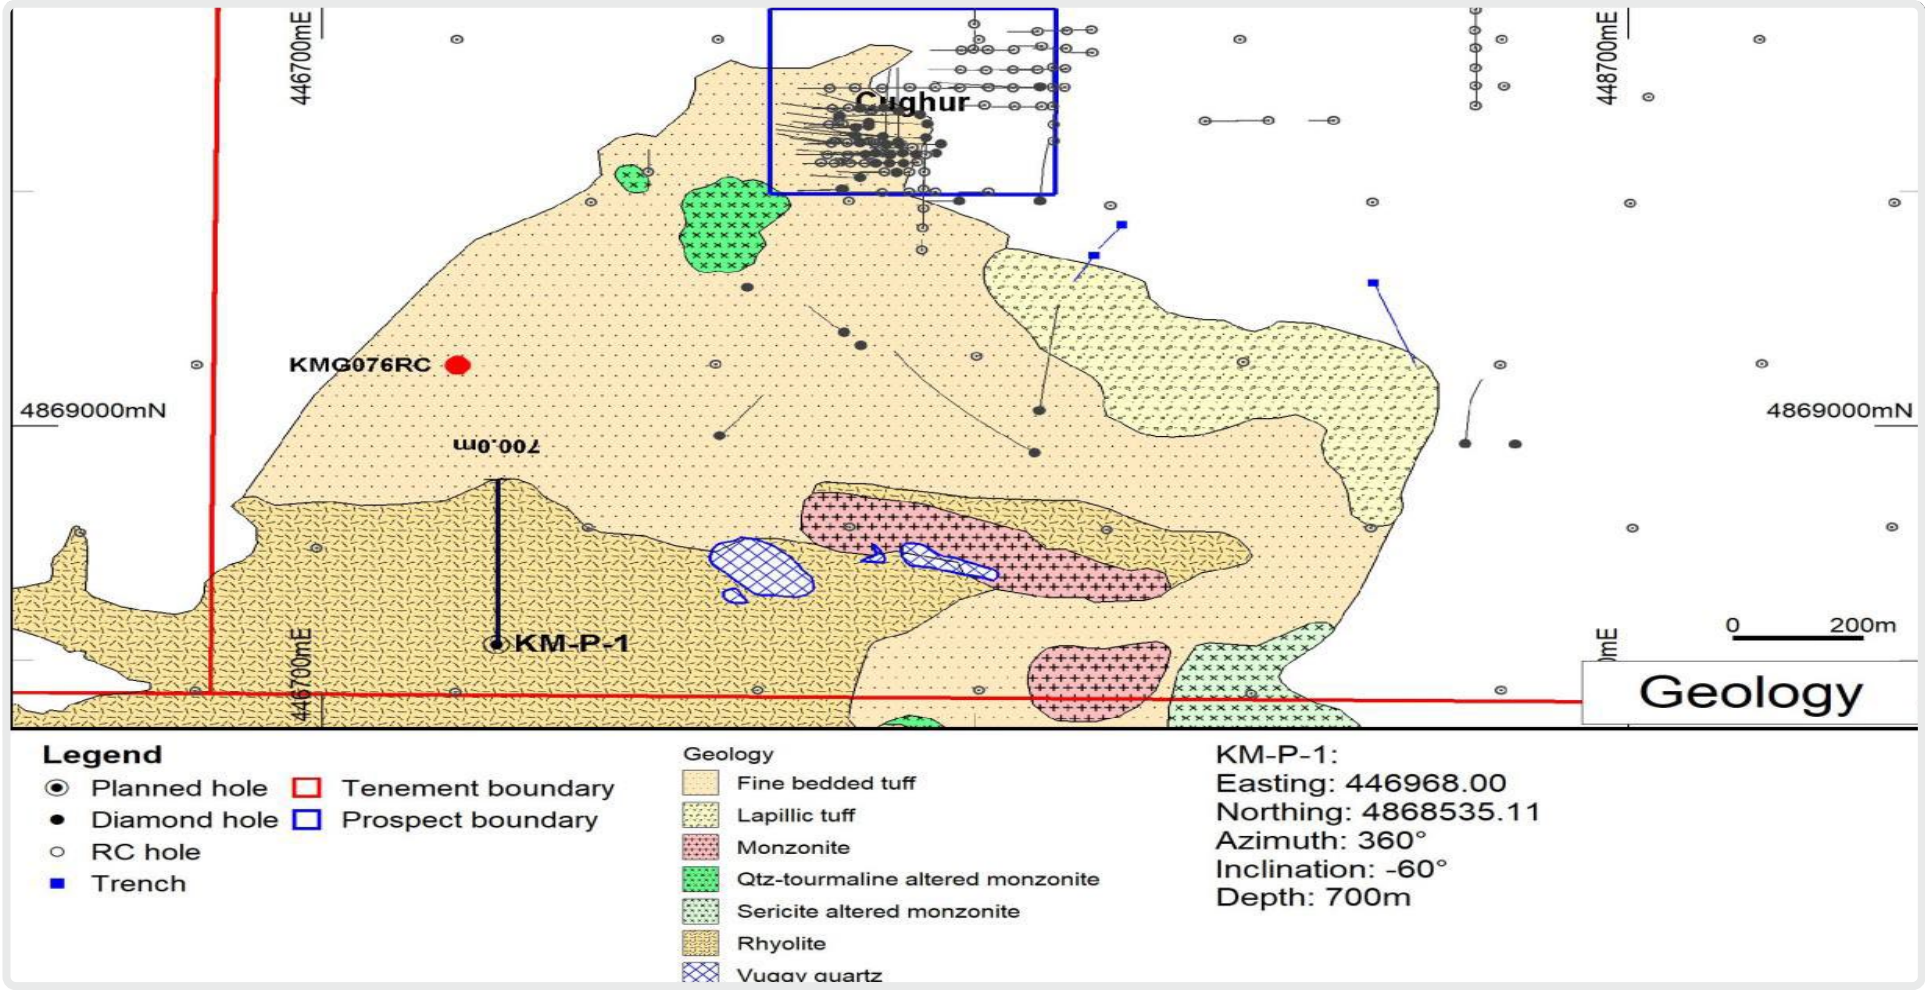 446700mE
448700mE
Oughur
KMG076RC
4869000mN
4869000mN
700.0m
KM-P-1
446700mE
mE
0 200m
Geology
Legend
Planned hole
Tenement boundary
Diamond hole
Prospect boundary
RC hole
Trench
Geology
Fine bedded tuff
Lapillic tuff
Monzonite
Qtz-tourmaline altered monzonite
Sericite altered monzonite
Rhyolite
Vuggy quartz
KM-P-1:
Easting: 446968.00
Northing: 4868535.11
Azimuth: 360°
Inclination: -60°
Depth: 700m